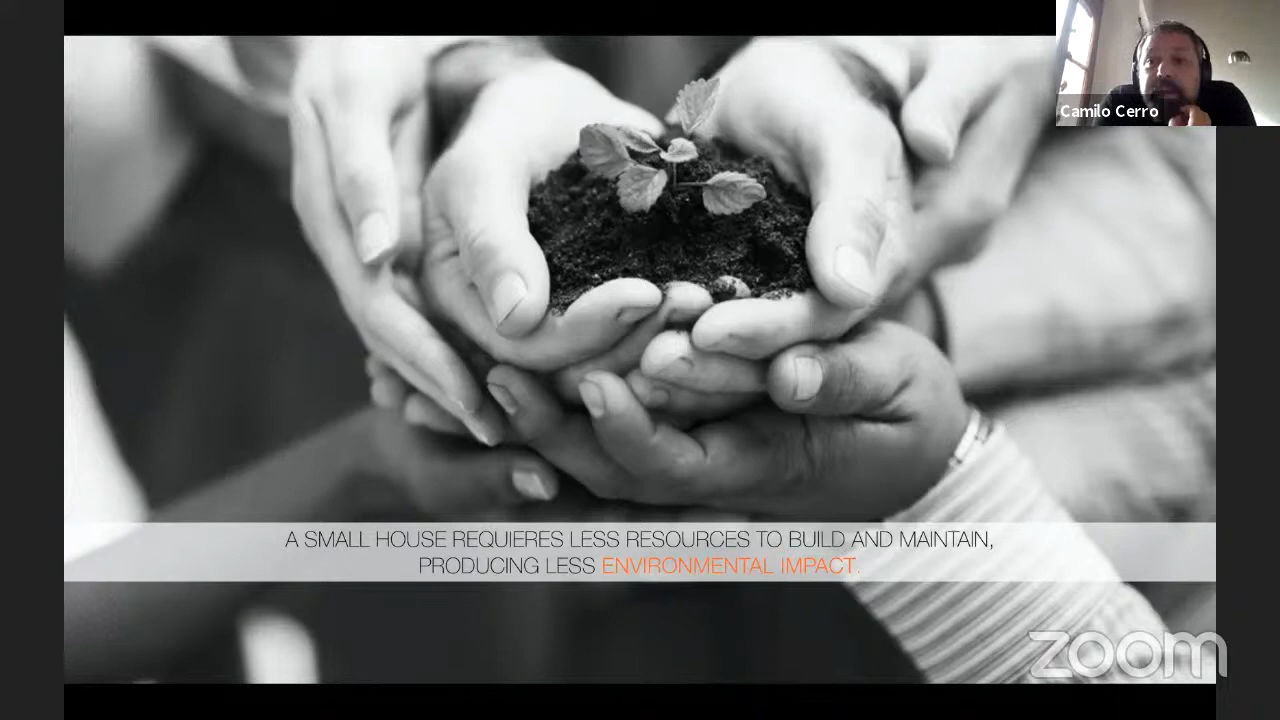 Camilo Cerro
A SMALL HOUSE REQUIERES LESS RESOURCES TO BUILD AND MAINTAIN,
PRODUCING LESS ENVIRONMENTAL IMPACT.
zoom